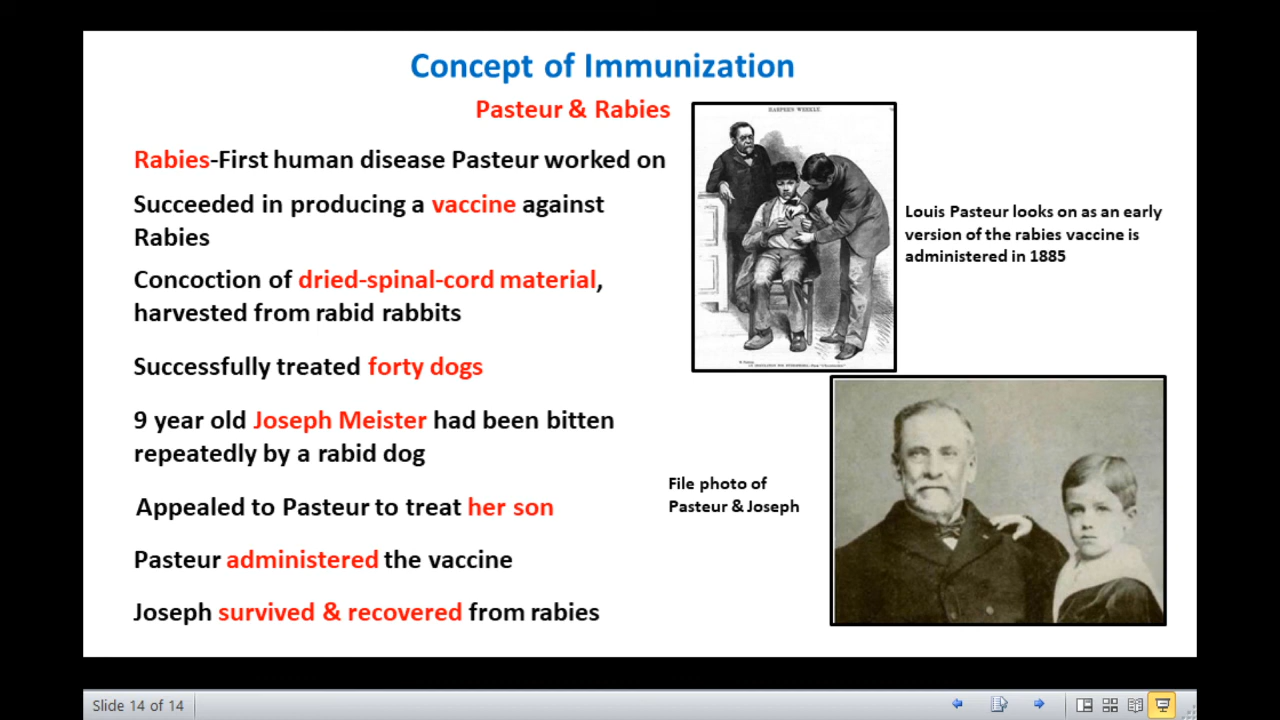 Concept of Immunization
Pasteur & Rabies
HARPER'S WEEKLY.
Rabies-First human disease Pasteur worked on
Succeeded in producing a vaccine against
Rabies
Concoction of dried-spinal-cord material,
harvested from rabid rabbits
Successfully treated forty dogs
9 year old Joseph Meister had been bitten
repeatedly by a rabid dog
Appealed to Pasteur to treat her son
Pasteur administered the vaccine
Joseph survived & recovered from rabies
Louis Pasteur looks on as an early
version of the rabies vaccine is
administered in 1885
File photo of
Pasteur & Joseph
Slide 14 of 14